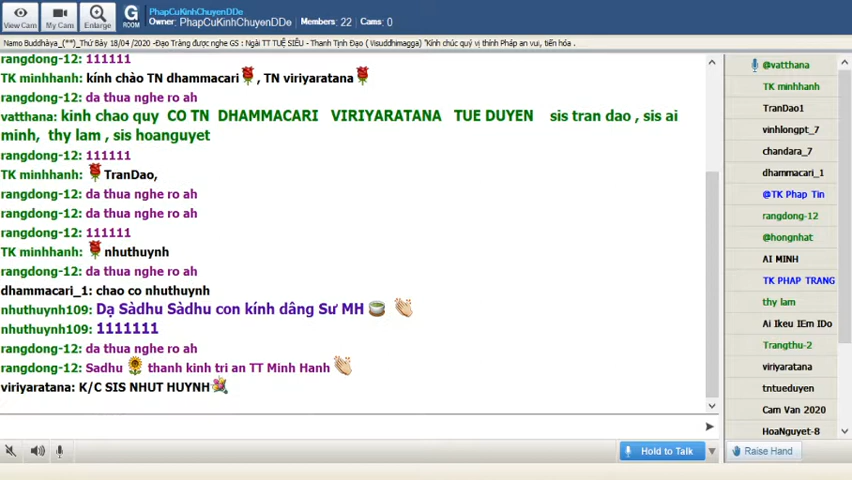 PhapCuKinhChuyenDDe
Owner: PhapCuKinhChuyenDDe Members: 22 Cams: 0
View Cam My Cam Enlarge G ROOM
Namo Buddhàya_(**)_Thứ Bảy 18/04 /2020 -Đạo Tràng được nghe GS : Ngài TT TUỆ SIÊU - Thanh Tịnh Đạo ( Visuddhimagga) "Kính chúc quý vị thính Pháp an vui, tiến hóa .
rangdong-12: 111111
TK minhhanh: kính chào TN dhammacari, TN viriyaratana
rangdong-12: da thua nghe ro ah
vatthana: kinh chao quy CO TN DHAMMACARI VIRIYARATANA TUE DUYEN sis tran dao , sis ai
minh, thy lam , sis hoanguyet
rangdong-12: 111111
TK minhhanh: TranDao,
rangdong-12: da thua nghe ro ah
rangdong-12: da thua nghe ro ah
rangdong-12: 111111
TK minhhanh: nhuthuynh
rangdong-12: da thua nghe ro ah
dhammacari_1: chao co nhuthuynh
nhuthuynh109: Dạ Sàdhu Sàdhu con kính dâng Sư MH
nhuthuynh109: 1111111
rangdong-12: da thua nghe ro ah
rangdong-12: Sadhu thanh kinh tri an TT Minh Hanh
viriyaratana: K/C SIS NHUT HUYNH
@vatthana
TK minhhanh
TranDao1
vinhlongpt_7
chandara_7
dhammacari_1
@TK Phap Tin
rangdong-12
@hongnhat
AI MINH
TK PHAP TRANG
thy lam
Ai Ikeu IEm IDo
Trangthu-2
viriyaratana
tntueduyen
Cam Van 2020
HoaNguyet-8
Hold to Talk
Raise Hand